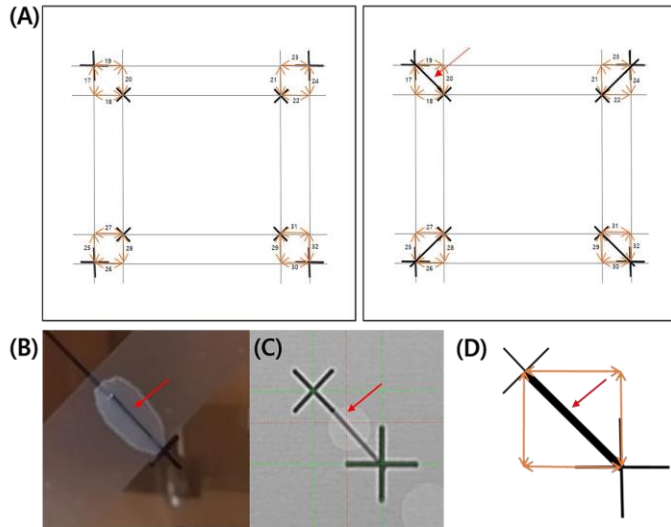 (A)
19 23 19 23
17 20 21 24 17 20 21 24
18 22 18 22
27 31 27 31
25 28 29 32 25 28 29 32
26 30 26 30
(B) (C) (D)